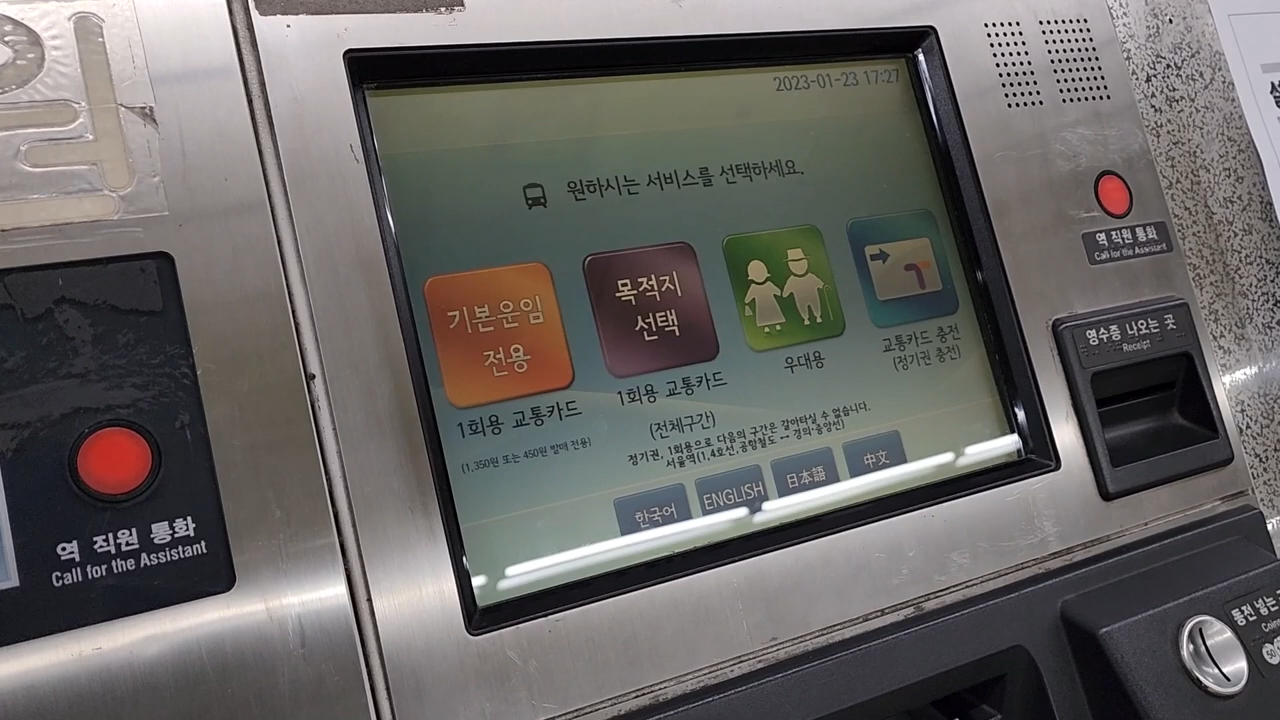 2023-01-23 17:27
원하시는 서비스를 선택하세요.
기본운임
전용
1회용 교통카드
(1,350원 또는 450원 발매 전용)
목적지
선택
1회용 교통카드
(전체구간)
우대용
교통카드 충전
(정기권 충전)
정기권, 1회용으로 다음의 구간은 갈아타실 수 없습니다.
서울역(1,4호선,공항철도 ↔ 경의·중앙선)
한국어
ENGLISH
日本語
中文
역 직원 통화
Call for the Assistant
역 직원 통화
Call for the Assistant
영수증 나오는 곳
Receipt
동전 넣는